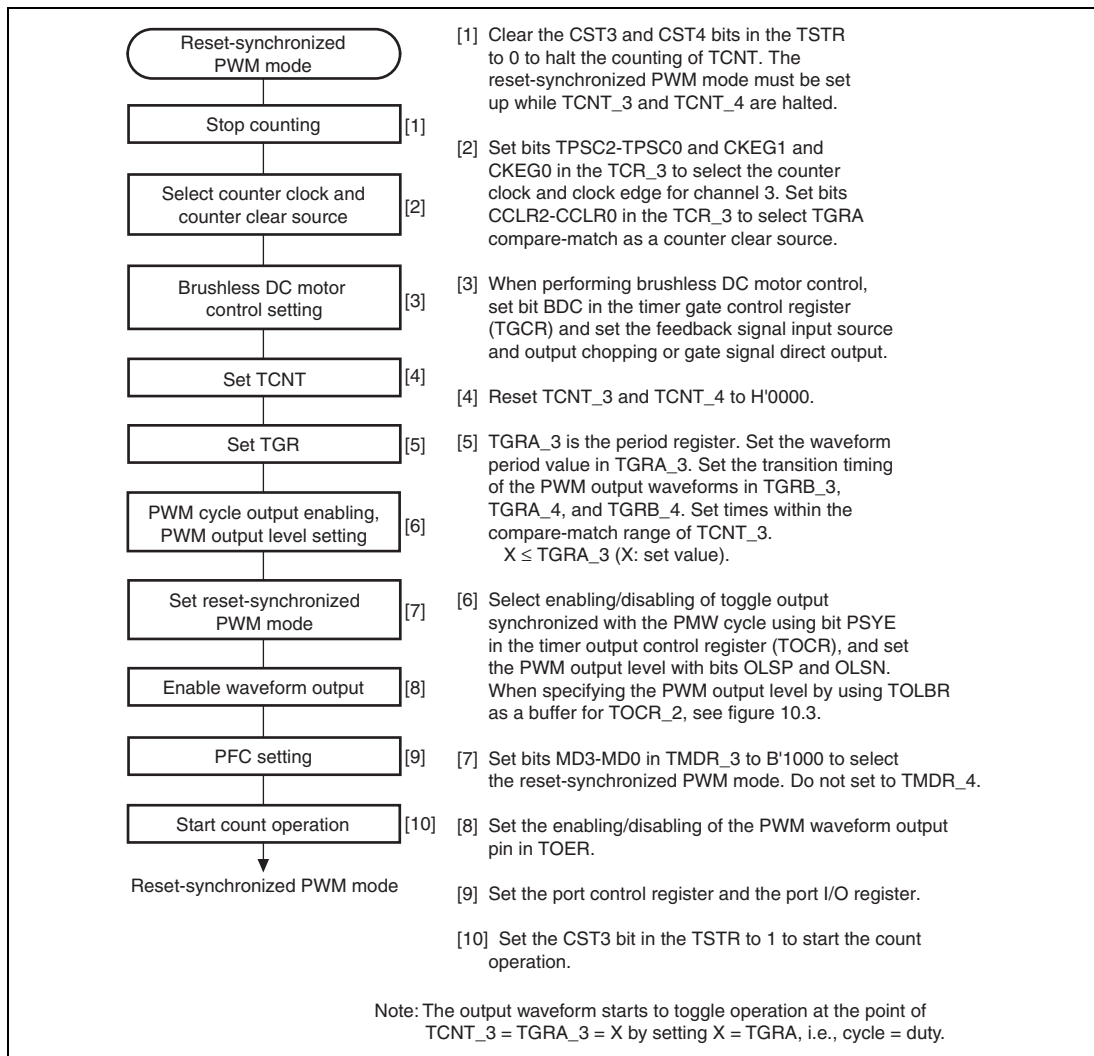 Reset-synchronized
PWM mode
Stop counting
[1]
Select counter clock and
counter clear source
[2]
Brushless DC motor
control setting
[3]
Set TCNT
[4]
Set TGR
[5]
PWM cycle output enabling,
PWM output level setting
[6]
Set reset-synchronized
PWM mode
[7]
Enable waveform output
[8]
PFC setting
[9]
Start count operation
[10]
Reset-synchronized PWM mode
[1] Clear the CST3 and CST4 bits in the TSTR
to 0 to halt the counting of TCNT. The
reset-synchronized PWM mode must be set
up while TCNT_3 and TCNT_4 are halted.
[2] Set bits TPSC2-TPSC0 and CKEG1 and
CKEG0 in the TCR_3 to select the counter
clock and clock edge for channel 3. Set bits
CCLR2-CCLR0 in the TCR_3 to select TGRA
compare-match as a counter clear source.
[3] When performing brushless DC motor control,
set bit BDC in the timer gate control register
(TGCR) and set the feedback signal input source
and output chopping or gate signal direct output.
[4] Reset TCNT_3 and TCNT_4 to H'0000.
[5] TGRA_3 is the period register. Set the waveform
period value in TGRA_3. Set the transition timing
of the PWM output waveforms in TGRB_3,
TGRA_4, and TGRB_4. Set times within the
compare-match range of TCNT_3.
X ≤ TGRA_3 (X: set value).
[6] Select enabling/disabling of toggle output
synchronized with the PMW cycle using bit PSYE
in the timer output control register (TOCR), and set
the PWM output level with bits OLSP and OLSN.
When specifying the PWM output level by using TOLBR
as a buffer for TOCR_2, see figure 10.3.
[7] Set bits MD3-MD0 in TMDR_3 to B'1000 to select
the reset-synchronized PWM mode. Do not set to TMDR_4.
[8] Set the enabling/disabling of the PWM waveform output
pin in TOER.
[9] Set the port control register and the port I/O register.
[10] Set the CST3 bit in the TSTR to 1 to start the count
operation.
Note: The output waveform starts to toggle operation at the point of
TCNT_3 = TGRA_3 = X by setting X = TGRA, i.e., cycle = duty.